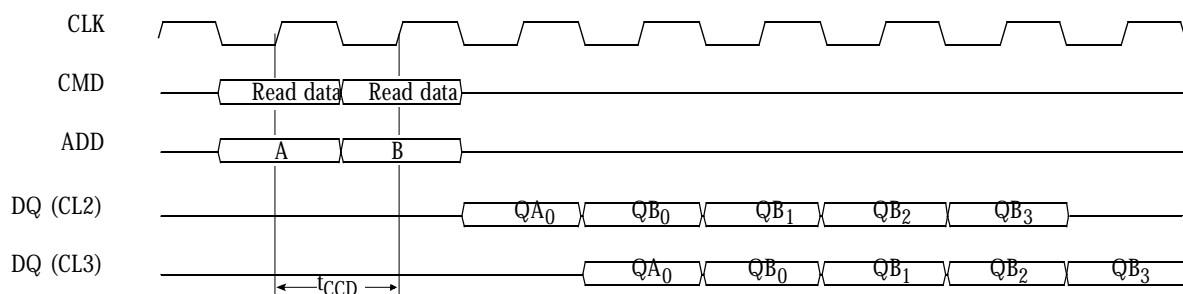 CLK
CMD Read data Read data
ADD A B
DQ (CL2) QA0 QB0 QB1 QB2 QB3
DQ (CL3) QA0 QB0 QB1 QB2 QB3
tCCD